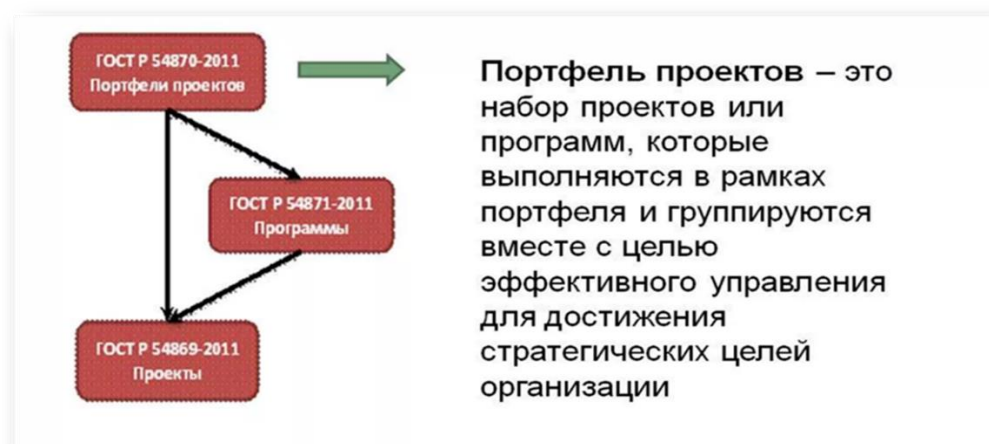 ГОСТ Р 54870-2011
Портфели проектов
ГОСТ Р 54871-2011
Программы
ГОСТ Р 54869-2011
Проекты
Портфель проектов – это
набор проектов или
программ, которые
выполняются в рамках
портфеля и группируются
вместе с целью
эффективного управления
для достижения
стратегических целей
организации